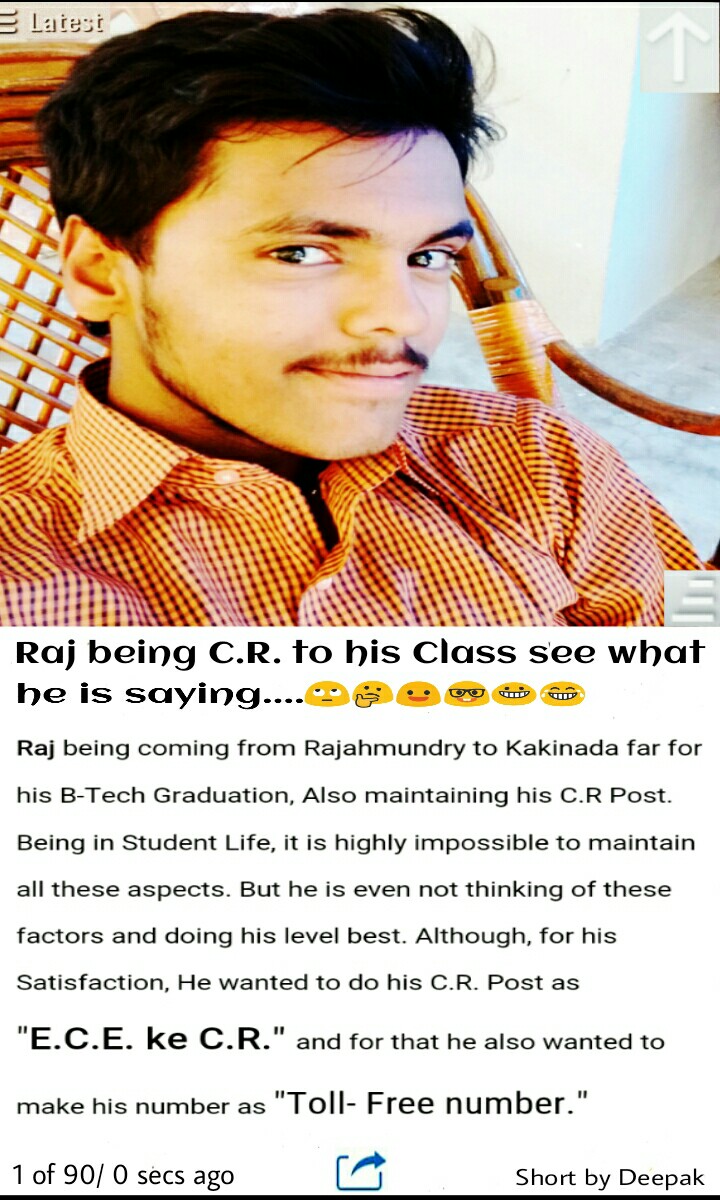 Latest
Raj being C.R. to his Class see what
he is saying....🙄🤔😃🤓😁😂
Raj being coming from Rajahmundry to Kakinada far for
his B-Tech Graduation, Also maintaining his C.R Post.
Being in Student Life, it is highly impossible to maintain
all these aspects. But he is even not thinking of these
factors and doing his level best. Although, for his
Satisfaction, He wanted to do his C.R. Post as
"E.C.E. ke C.R." and for that he also wanted to
make his number as "Toll- Free number."
1 of 90/ 0 secs ago
Short by Deepak